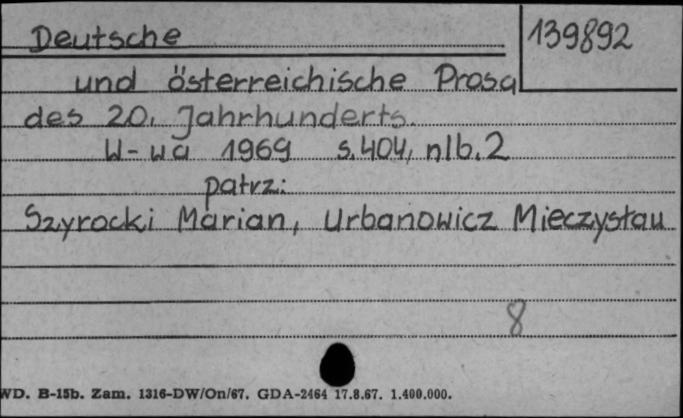 Deutsche
139892
und österreichische Prosa
des 20. Jahrhunderts.
W-wa 1969 s. 404, nlb. 2
patrz:
Szyrocki Marian, Urbanowicz Mieczysław
8
WD. B-15b. Zam. 1316-DW/On/67. GDA-2464 17.8.67. 1.400.000.